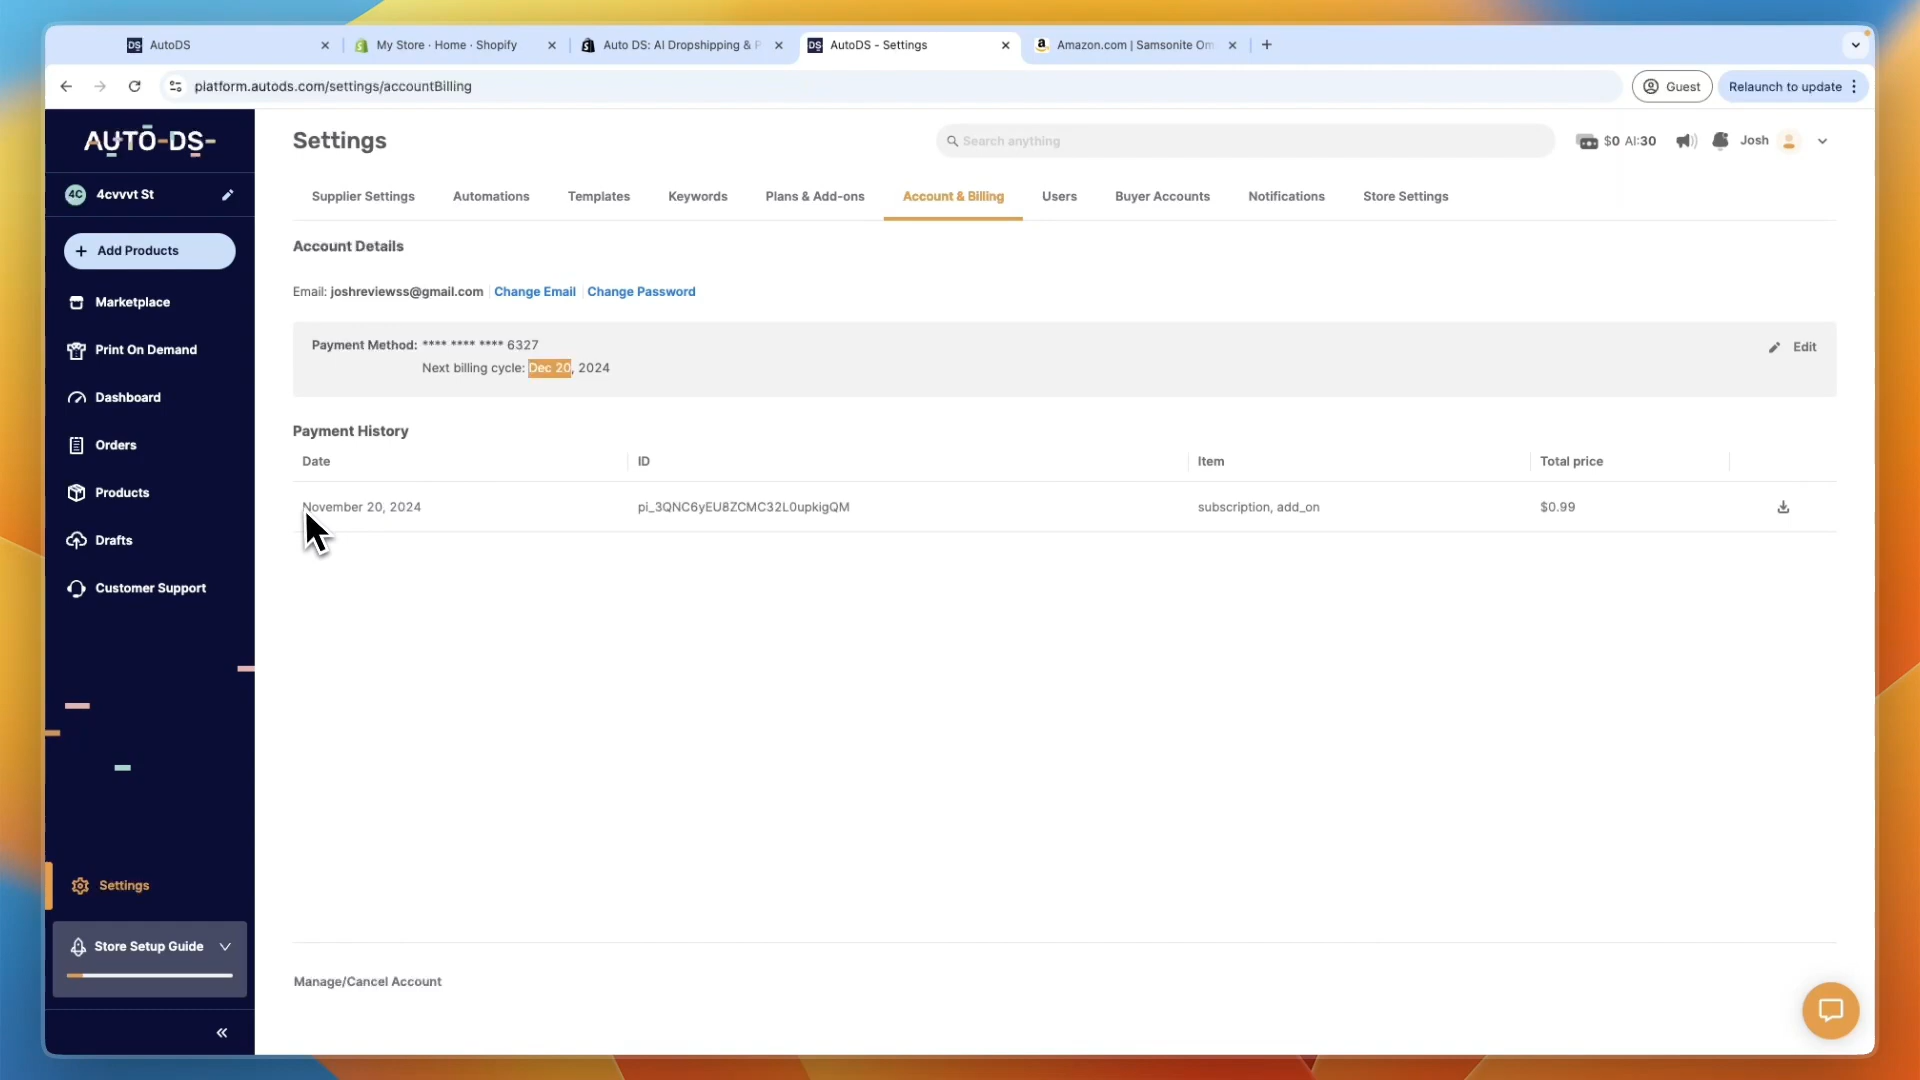 AutoDS
My Store · Home · Shopify
Auto DS: AI Dropshipping & P
AutoDS - Settings
Amazon.com | Samsonite Om
platform.autods.com/settings/accountBilling
Guest
Relaunch to update
AUTO-DS-
Settings
Search anything
$0 AI:30
Josh
4C 4cvvvt St
Supplier Settings
Automations
Templates
Keywords
Plans & Add-ons
Account & Billing
Users
Buyer Accounts
Notifications
Store Settings
Add Products
Marketplace
Print On Demand
Dashboard
Orders
Products
Drafts
Customer Support
Settings
Store Setup Guide
Account Details
Email: joshreviewss@gmail.com Change Email Change Password
Payment Method: **** **** **** 6327
Edit
Next billing cycle: Dec 20, 2024
Payment History
Date ID Item Total price
November 20, 2024 pi_3QNC6yEU8ZCMC32L0upkigQM subscription, add_on $0.99
Manage/Cancel Account